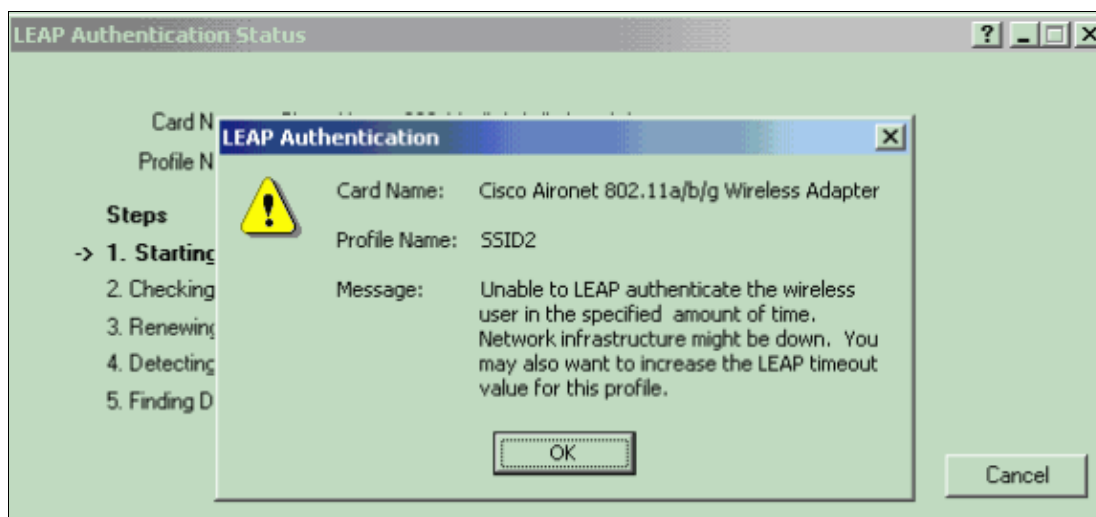 LEAP Authentication Status
Card N
Profile N
Steps
-> 1. Starting
2. Checking
3. Renewing
4. Detecting
5. Finding D
LEAP Authentication
Card Name: Cisco Aironet 802.11a/b/g Wireless Adapter
Profile Name: SSID2
Message: Unable to LEAP authenticate the wireless
user in the specified amount of time.
Network infrastructure might be down. You
may also want to increase the LEAP timeout
value for this profile.
OK
Cancel